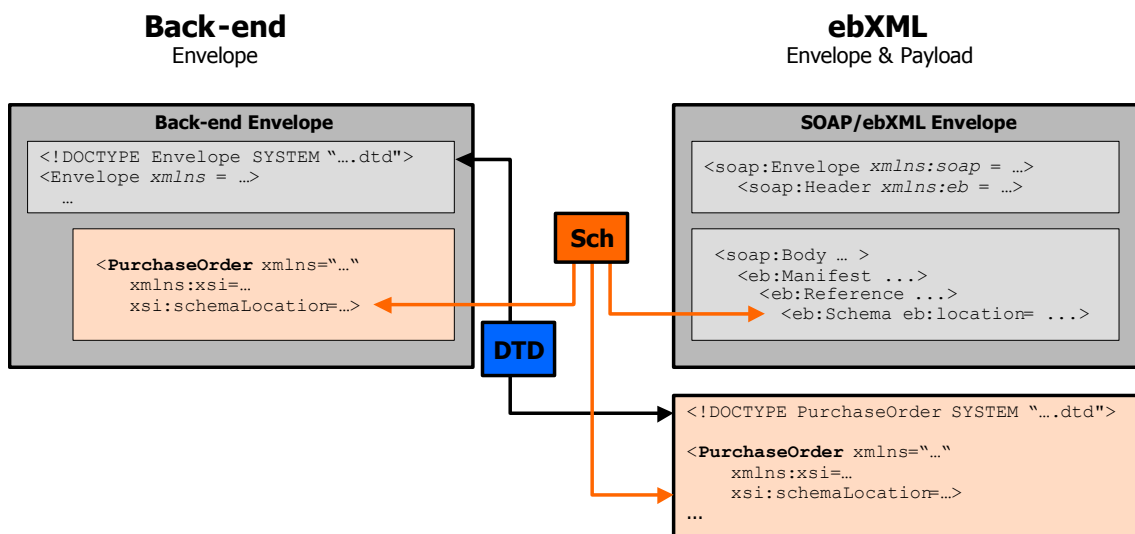 Back-end
Envelope
ebXML
Envelope & Payload
Back-end Envelope
<!DOCTYPE Envelope SYSTEM “….dtd">
<Envelope xmlns = …>
…
<PurchaseOrder xmlns=“…“
xmlns:xsi=…
xsi:schemaLocation=…>
Sch
DTD
SOAP/ebXML Envelope
<soap:Envelope xmlns:soap = …>
<soap:Header xmlns:eb = …>
<soap:Body … >
<eb:Manifest ...>
<eb:Reference ...>
<eb:Schema eb:location= ...>
<!DOCTYPE PurchaseOrder SYSTEM “….dtd">
<PurchaseOrder xmlns=“…“
xmlns:xsi=…
xsi:schemaLocation=…>
…